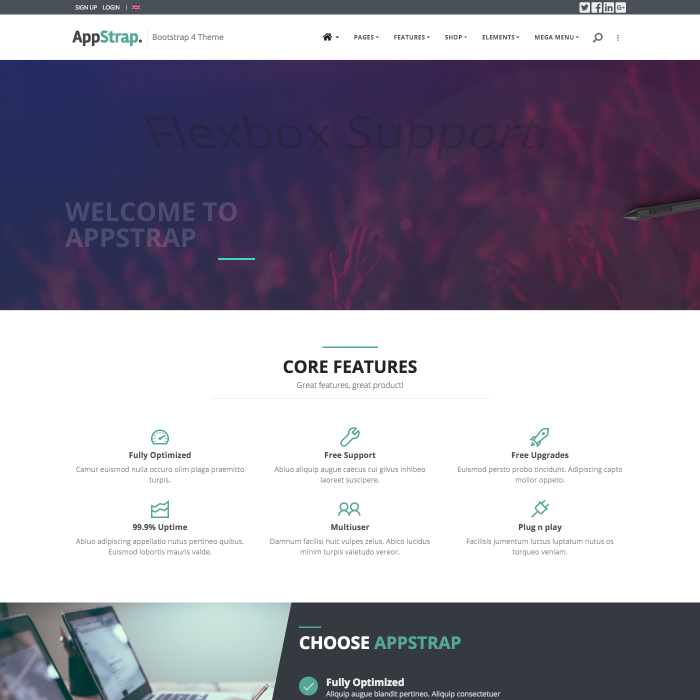 SIGN UP LOGIN
AppStrap. Bootstrap 4 Theme
PAGES FEATURES SHOP ELEMENTS MEGA MENU
Flexbox Support.
WELCOME TO
APPSTRAP
CORE FEATURES
Great features, great product!
Fully Optimized
Camur euismod nulla occuro olim plaga praemitto
turpis.
Free Support
Abluo aliquip augue caecus cui gilvus inhibeo
laoreet suscipere.
Free Upgrades
Euismod persto probo tincidunt. Adipiscing capto
mollor oppeto.
99.9% Uptime
Abluo adipiscing appellatio nutus pertineo quibus.
Euismod lobortis mauris valde.
Multiuser
Damnum facilisi huic vulpes zelus. Abico lucidus
minim turpis valetudo vereor.
Plug n play
Facilisis jumentum luctus luptatum nutus os
torqueo veniam.
CHOOSE APPSTRAP
Fully Optimized
Aliquip augue blandit pertineo. Aliquip consectetuer